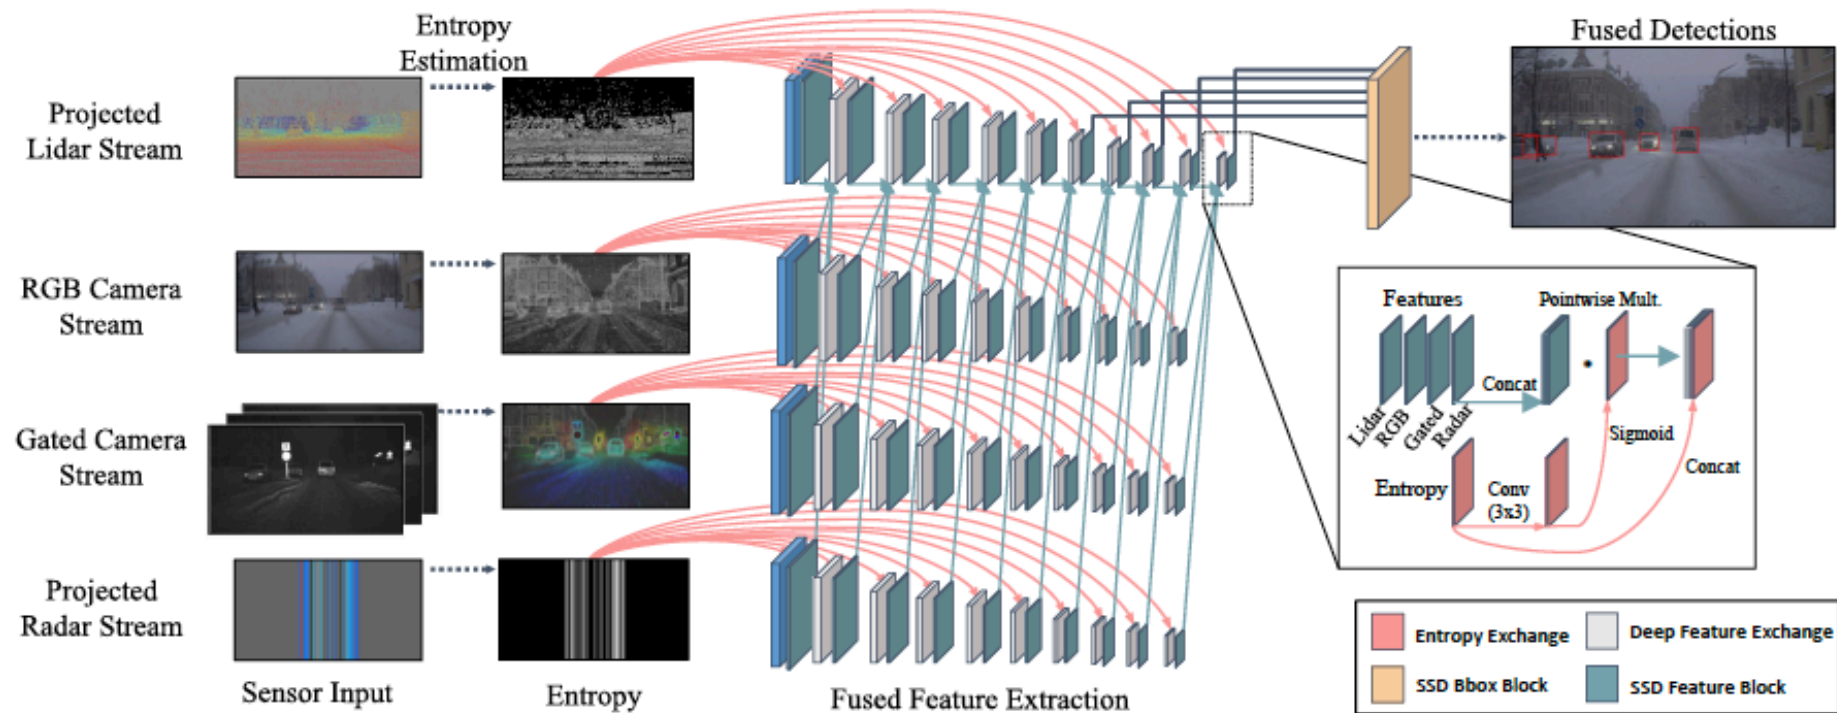 Entropy
Estimation
Fused Detections
Projected
Lidar Stream
RGB Camera
Stream
Gated Camera
Stream
Projected
Radar Stream
Sensor Input
Entropy
Fused Feature Extraction
Features
Pointwise Mult.
Concat
Lidar
RGB
Gated
Radar
Sigmoid
Concat
Entropy
Conv
(3x3)
Entropy Exchange
Deep Feature Exchange
SSD Bbox Block
SSD Feature Block